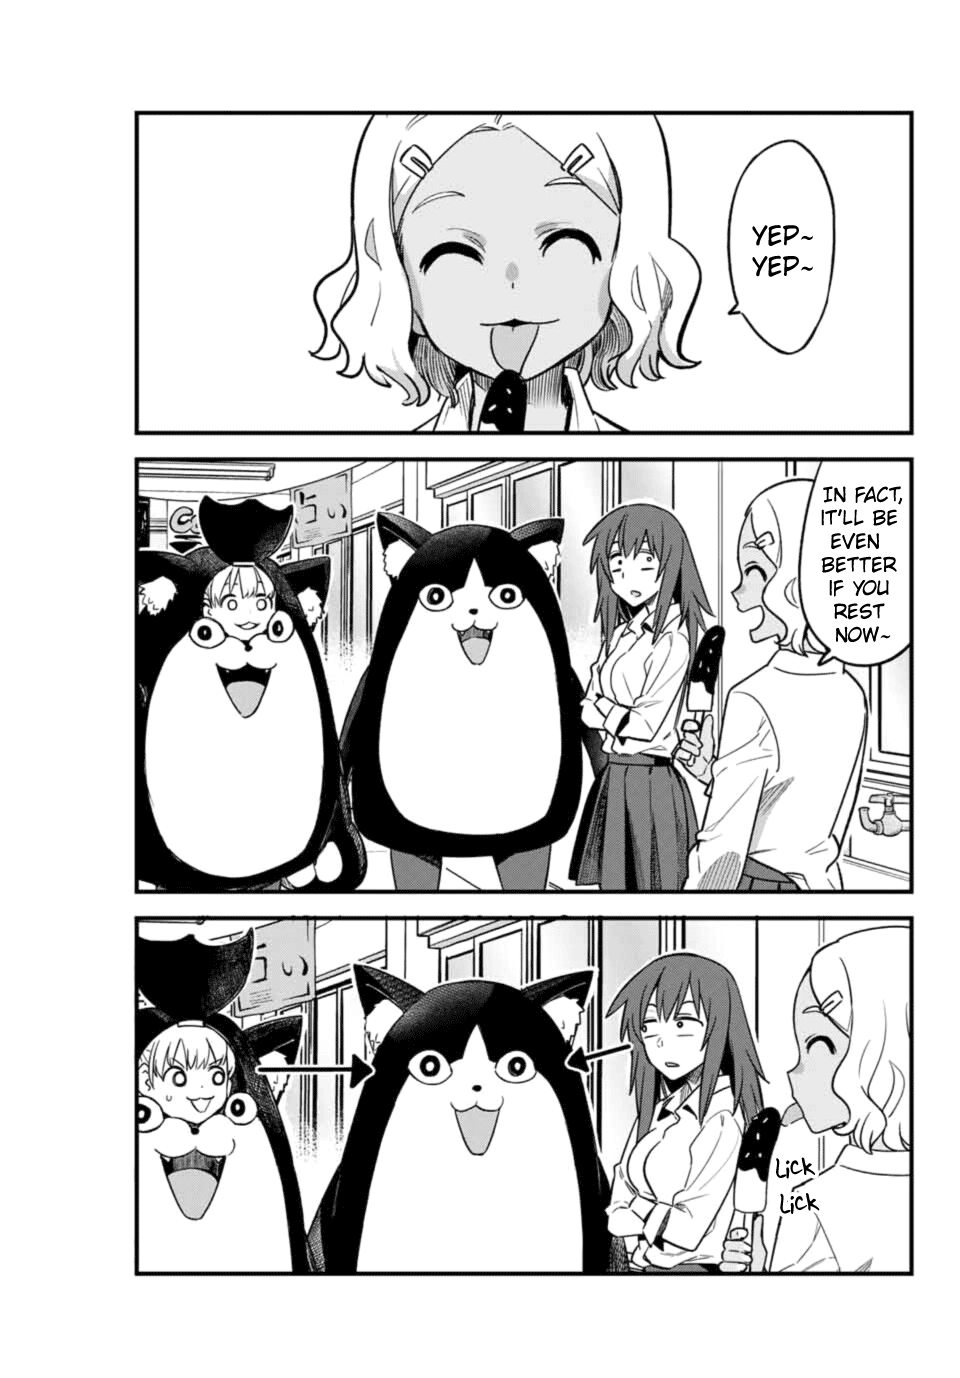 YEP~
YEP~
IN FACT,
IT'LL BE
EVEN
BETTER
IF YOU
REST
NOW~
占い
占い
LICK
LICK